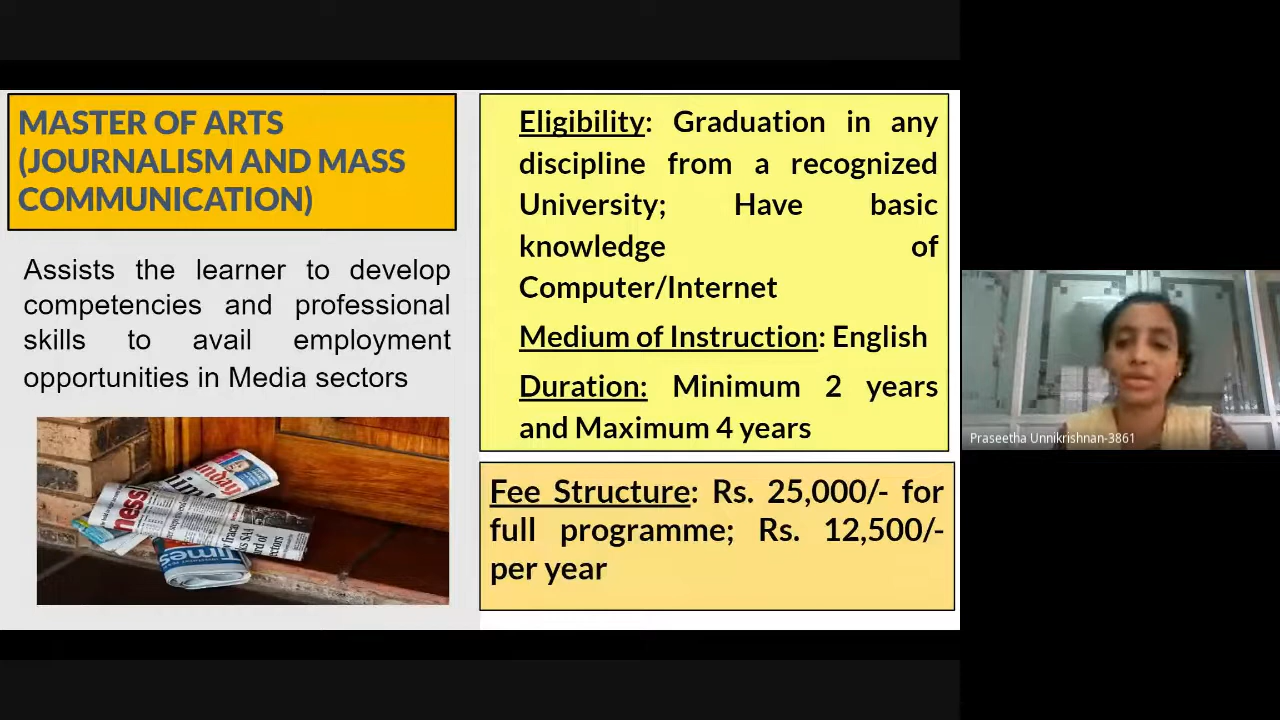 MASTER OF ARTS
(JOURNALISM AND MASS
COMMUNICATION)
Assists the learner to develop
competencies and professional
skills to avail employment
opportunities in Media sectors
Eligibility: Graduation in any
discipline from a recognized
University; Have basic
knowledge of
Computer/Internet
Medium of Instruction: English
Duration: Minimum 2 years
and Maximum 4 years
Fee Structure: Rs. 25,000/- for
full programme; Rs. 12,500/-
per year
Praseetha Unnikrishnan-3861
ness
Times